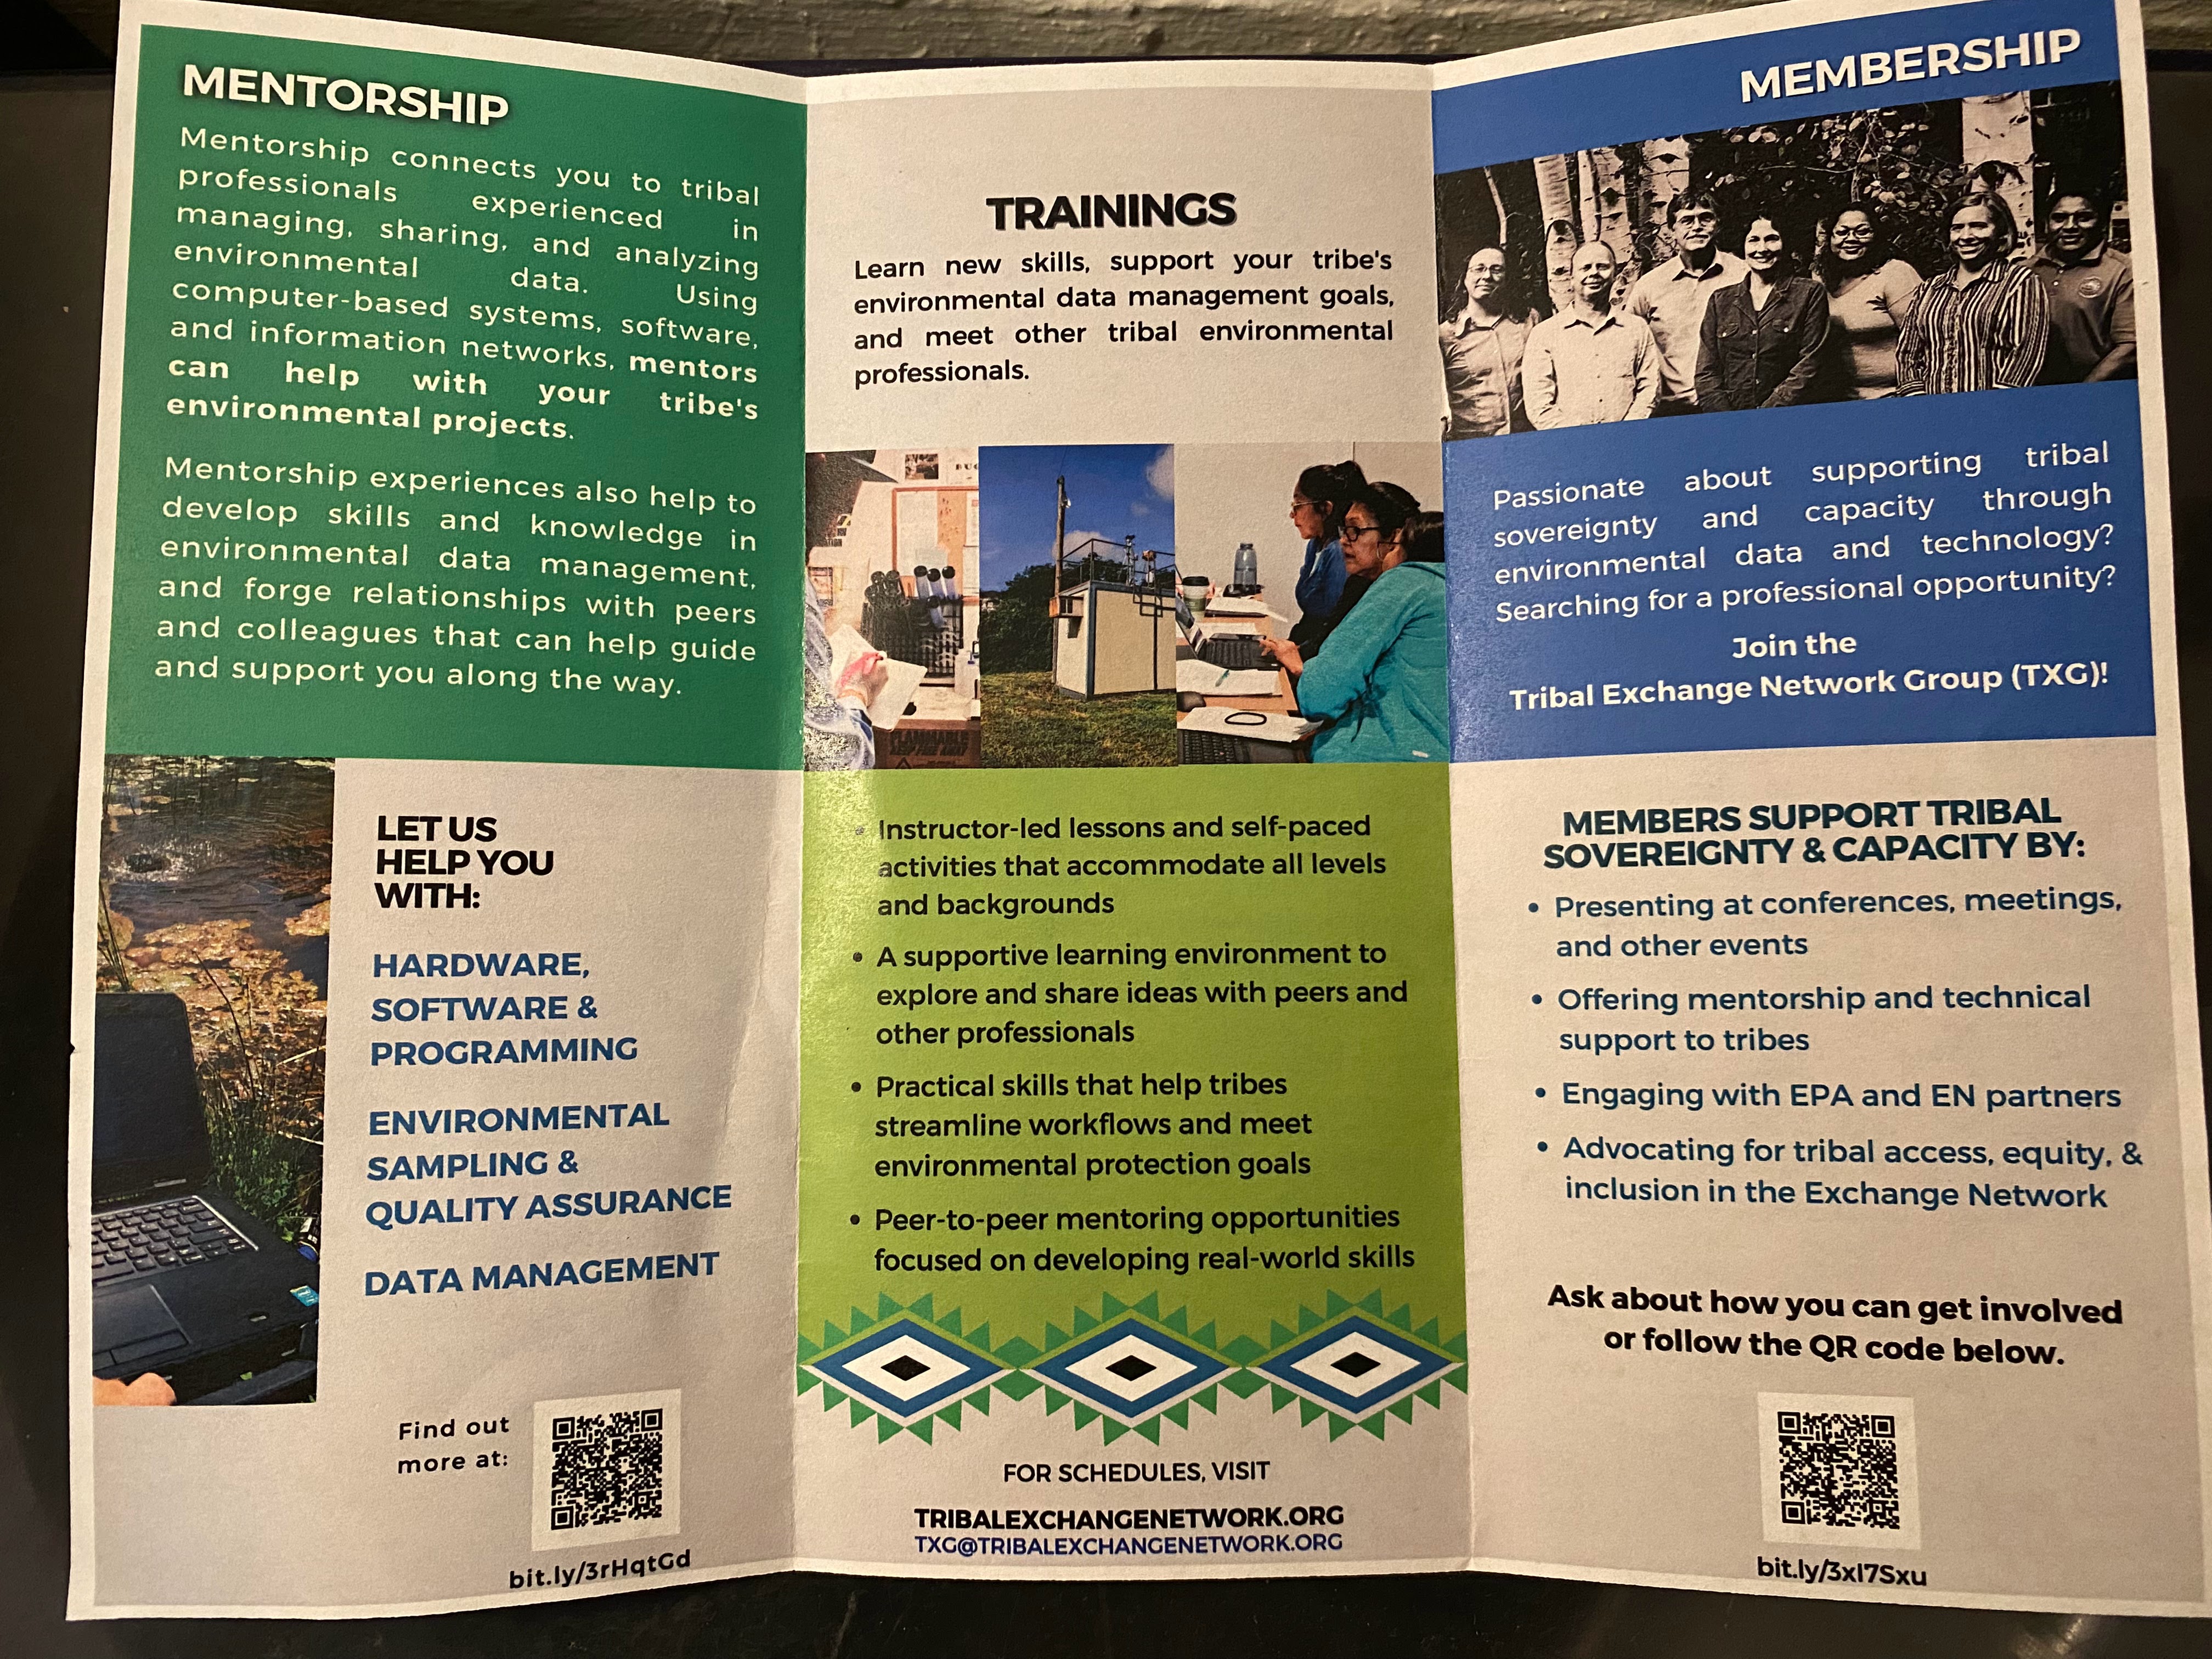 MENTORSHIP
Mentorship connects you to tribal
professionals experienced in
managing, sharing, and analyzing
environmental data. Using
computer-based systems, software,
and information networks, mentors
can help with your tribe's
environmental projects.
Mentorship experiences also help to
develop skills and knowledge in
environmental data management,
and forge relationships with peers
and colleagues that can help guide
and support you along the way.
LET US
HELP YOU
WITH:
HARDWARE,
SOFTWARE &
PROGRAMMING
ENVIRONMENTAL
SAMPLING &
QUALITY ASSURANCE
DATA MANAGEMENT
Find out
more at:
bit.ly/3rHqtGd
TRAININGS
Learn new skills, support your tribe's
environmental data management goals,
and meet other tribal environmental
professionals.
FLAMMABLE
• Instructor-led lessons and self-paced
activities that accommodate all levels
and backgrounds
• A supportive learning environment to
explore and share ideas with peers and
other professionals
• Practical skills that help tribes
streamline workflows and meet
environmental protection goals
• Peer-to-peer mentoring opportunities
focused on developing real-world skills
FOR SCHEDULES, VISIT
TRIBALEXCHANGENETWORK.ORG
TXG@TRIBALEXCHANGENETWORK.ORG
MEMBERSHIP
Passionate about supporting tribal
sovereignty and capacity through
environmental data and technology?
Searching for a professional opportunity?
Join the
Tribal Exchange Network Group (TXG)!
MEMBERS SUPPORT TRIBAL
SOVEREIGNTY & CAPACITY BY:
• Presenting at conferences, meetings,
and other events
• Offering mentorship and technical
support to tribes
• Engaging with EPA and EN partners
• Advocating for tribal access, equity, &
inclusion in the Exchange Network
Ask about how you can get involved
or follow the QR code below.
bit.ly/3xI7Sxu